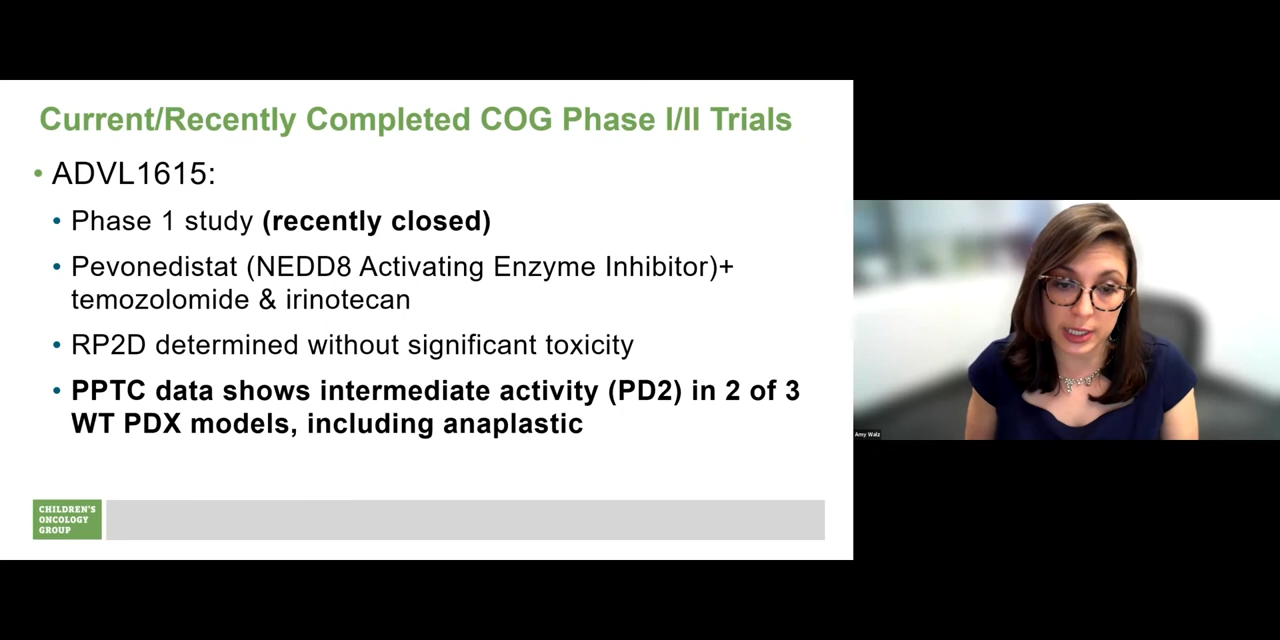 Current/Recently Completed COG Phase I/II Trials
• ADVL1615:
• Phase 1 study (recently closed)
• Pevonedistat (NEDD8 Activating Enzyme Inhibitor)+
temozolomide & irinotecan
• RP2D determined without significant toxicity
• PPTC data shows intermediate activity (PD2) in 2 of 3
WT PDX models, including anaplastic
CHILDREN'S
ONCOLOGY
GROUP
Amy Walz